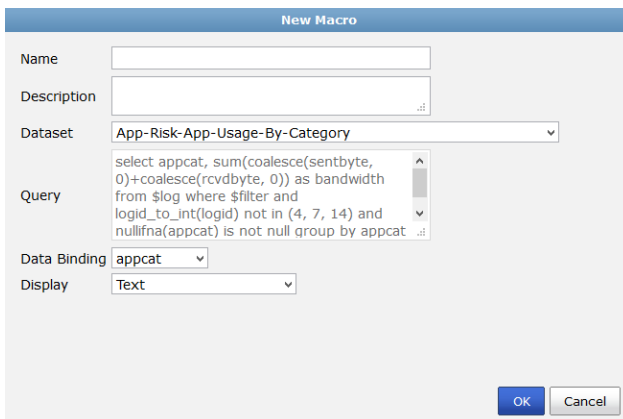 New Macro
Name
Description
Dataset App-Risk-App-Usage-By-Category
select appcat, sum(coalesce(sentbyte,
0)+coalesce(rcvdbyte, 0)) as bandwidth
Query from $log where $filter and
logid_to_int(logid) not in (4, 7, 14) and
nullifna(appcat) is not null group by appcat
Data Binding appcat
Display Text
OK Cancel